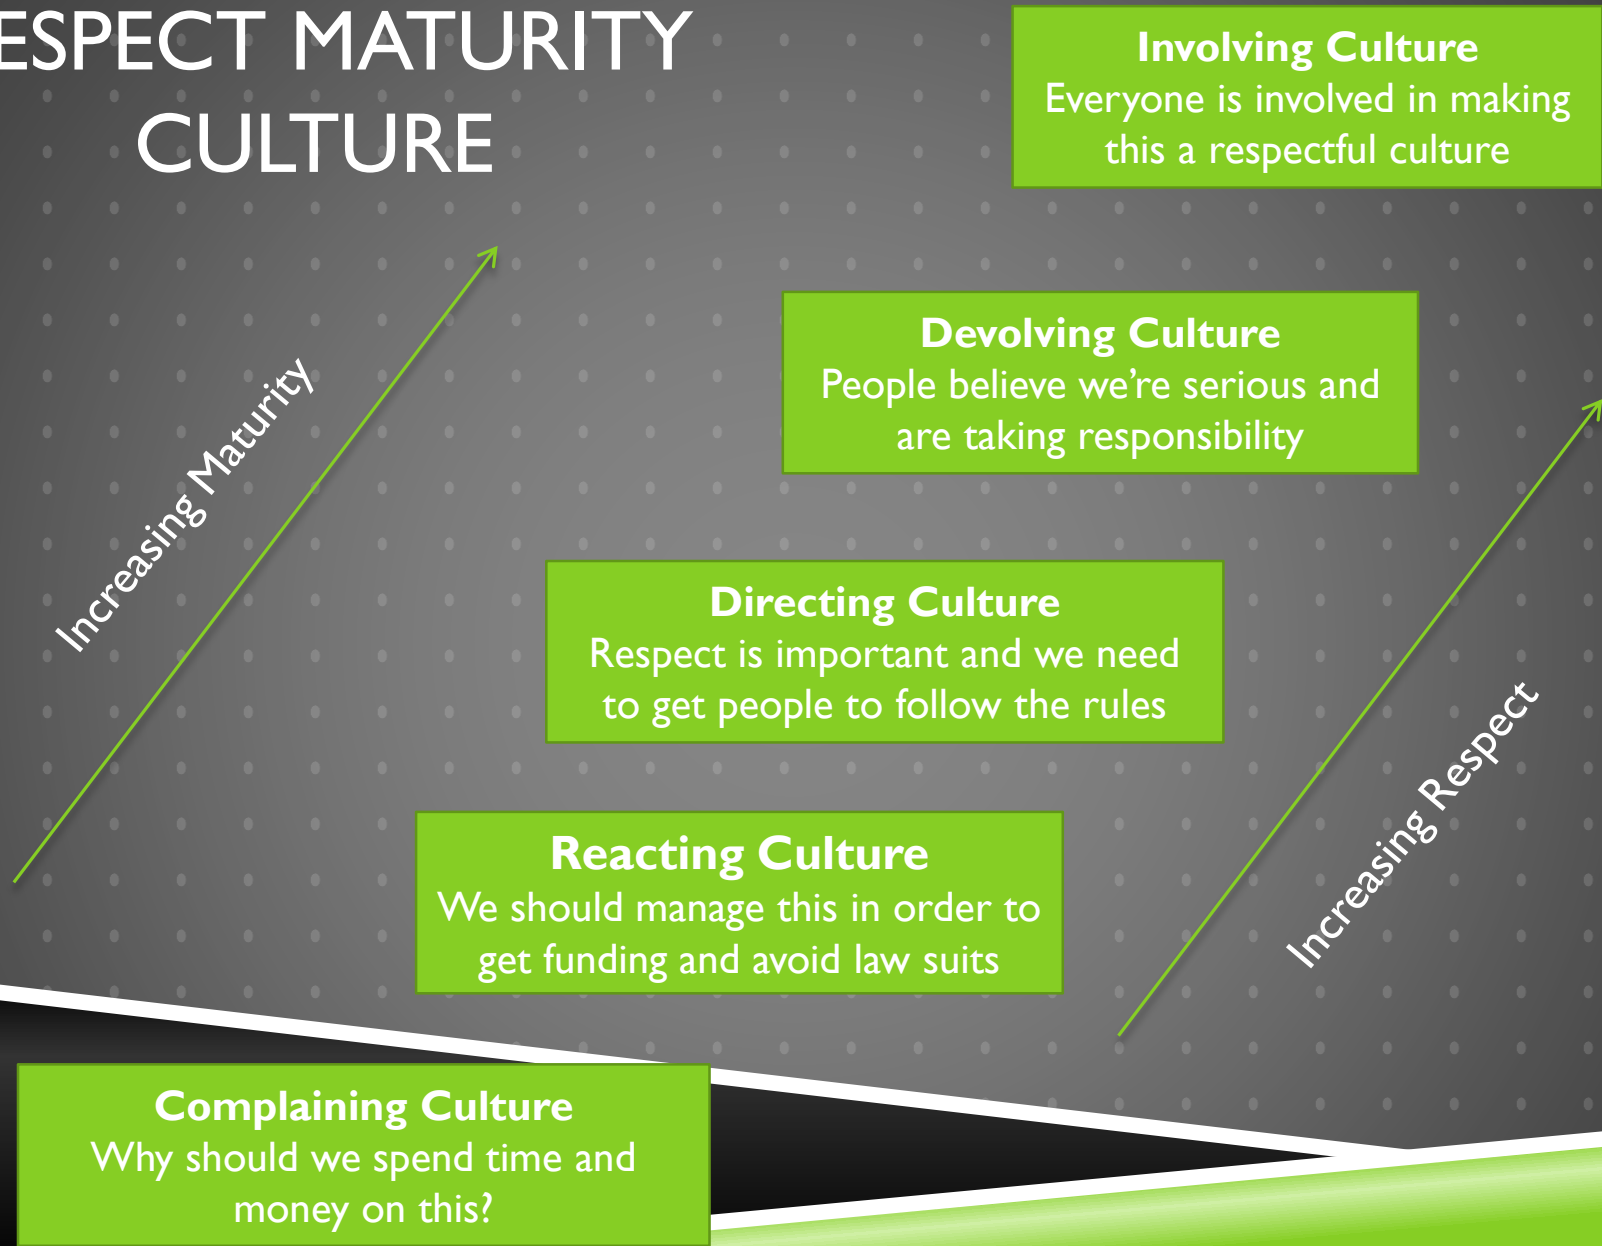 ESPECT MATURITY
CULTURE
Involving Culture
Everyone is involved in making
this a respectful culture
Devolving Culture
People believe we’re serious and
are taking responsibility
Increasing Maturity
Directing Culture
Respect is important and we need
to get people to follow the rules
Increasing Respect
Reacting Culture
We should manage this in order to
get funding and avoid law suits
Complaining Culture
Why should we spend time and
money on this?